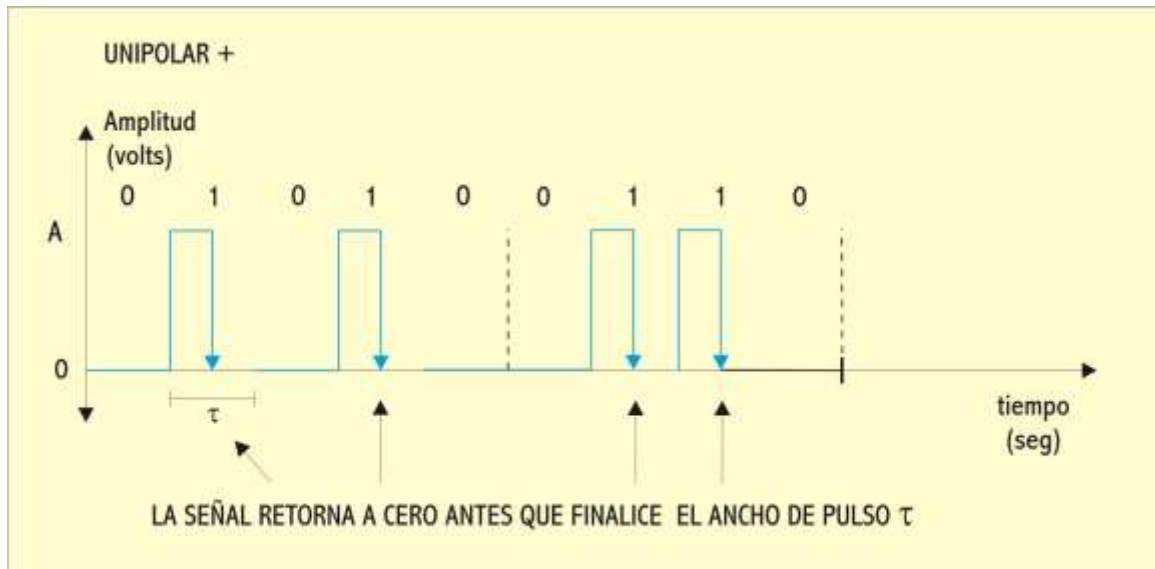 UNIPOLAR +
Amplitud
(volts)
0 1 0 1 0 0 1 1 0
A
0
τ
tiempo
(seg)
LA SEÑAL RETORNA A CERO ANTES QUE FINALICE EL ANCHO DE PULSO τ